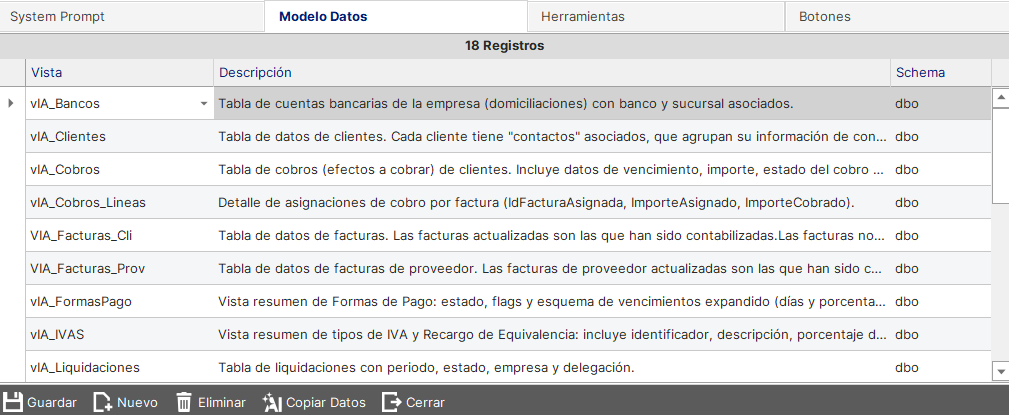 System Prompt Modelo Datos Herramientas Botones
18 Registros
Vista Descripción Schema
vIA_Bancos Tabla de cuentas bancarias de la empresa (domiciliaciones) con banco y sucursal asociados. dbo
vIA_Clientes Tabla de datos de clientes. Cada cliente tiene "contactos" asociados, que agrupan su información de con... dbo
vIA_Cobros Tabla de cobros (efectos a cobrar) de clientes. Incluye datos de vencimiento, importe, estado del cobro ... dbo
vIA_Cobros_Lineas Detalle de asignaciones de cobro por factura (IdFacturaAsignada, ImporteAsignado, ImporteCobrado). dbo
VIA_Facturas_Cli Tabla de datos de facturas. Las facturas actualizadas son las que han sido contabilizadas.Las facturas no... dbo
VIA_Facturas_Prov Tabla de datos de facturas de proveedor. Las facturas de proveedor actualizadas son las que han sido c... dbo
vIA_FormasPago Vista resumen de Formas de Pago: estado, flags y esquema de vencimientos expandido (días y porcenta... dbo
vIA_IVAS Vista resumen de tipos de IVA y Recargo de Equivalencia: incluye identificador, descripción, porcentaje d... dbo
vIA_Liquidaciones Tabla de liquidaciones con periodo, estado, empresa y delegación. dbo
Guardar Nuevo Eliminar Copiar Datos Cerrar